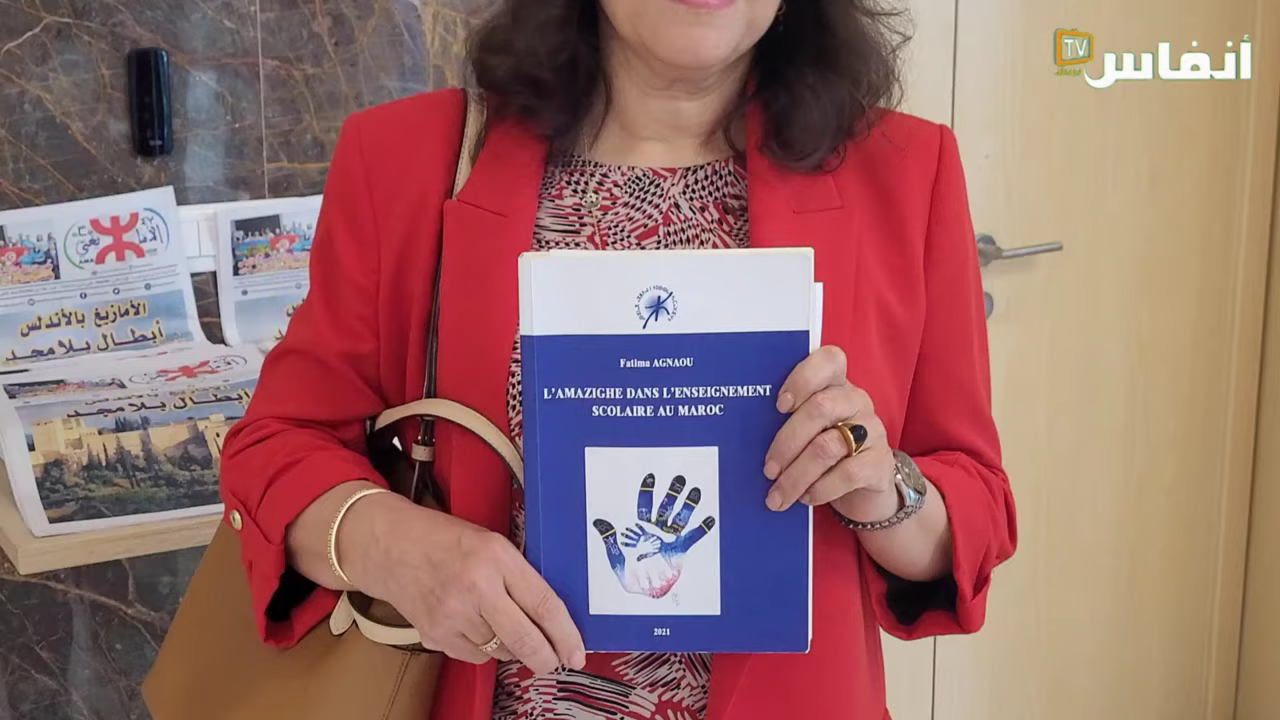 أنفاس
TV
الأمازيغ بالأندلس
أبطال بلا مجد
أبطال بلا مجد
Fatima AGNAOU
L'AMAZIGHE DANS L'ENSEIGNEMENT
SCOLAIRE AU MAROC
2021